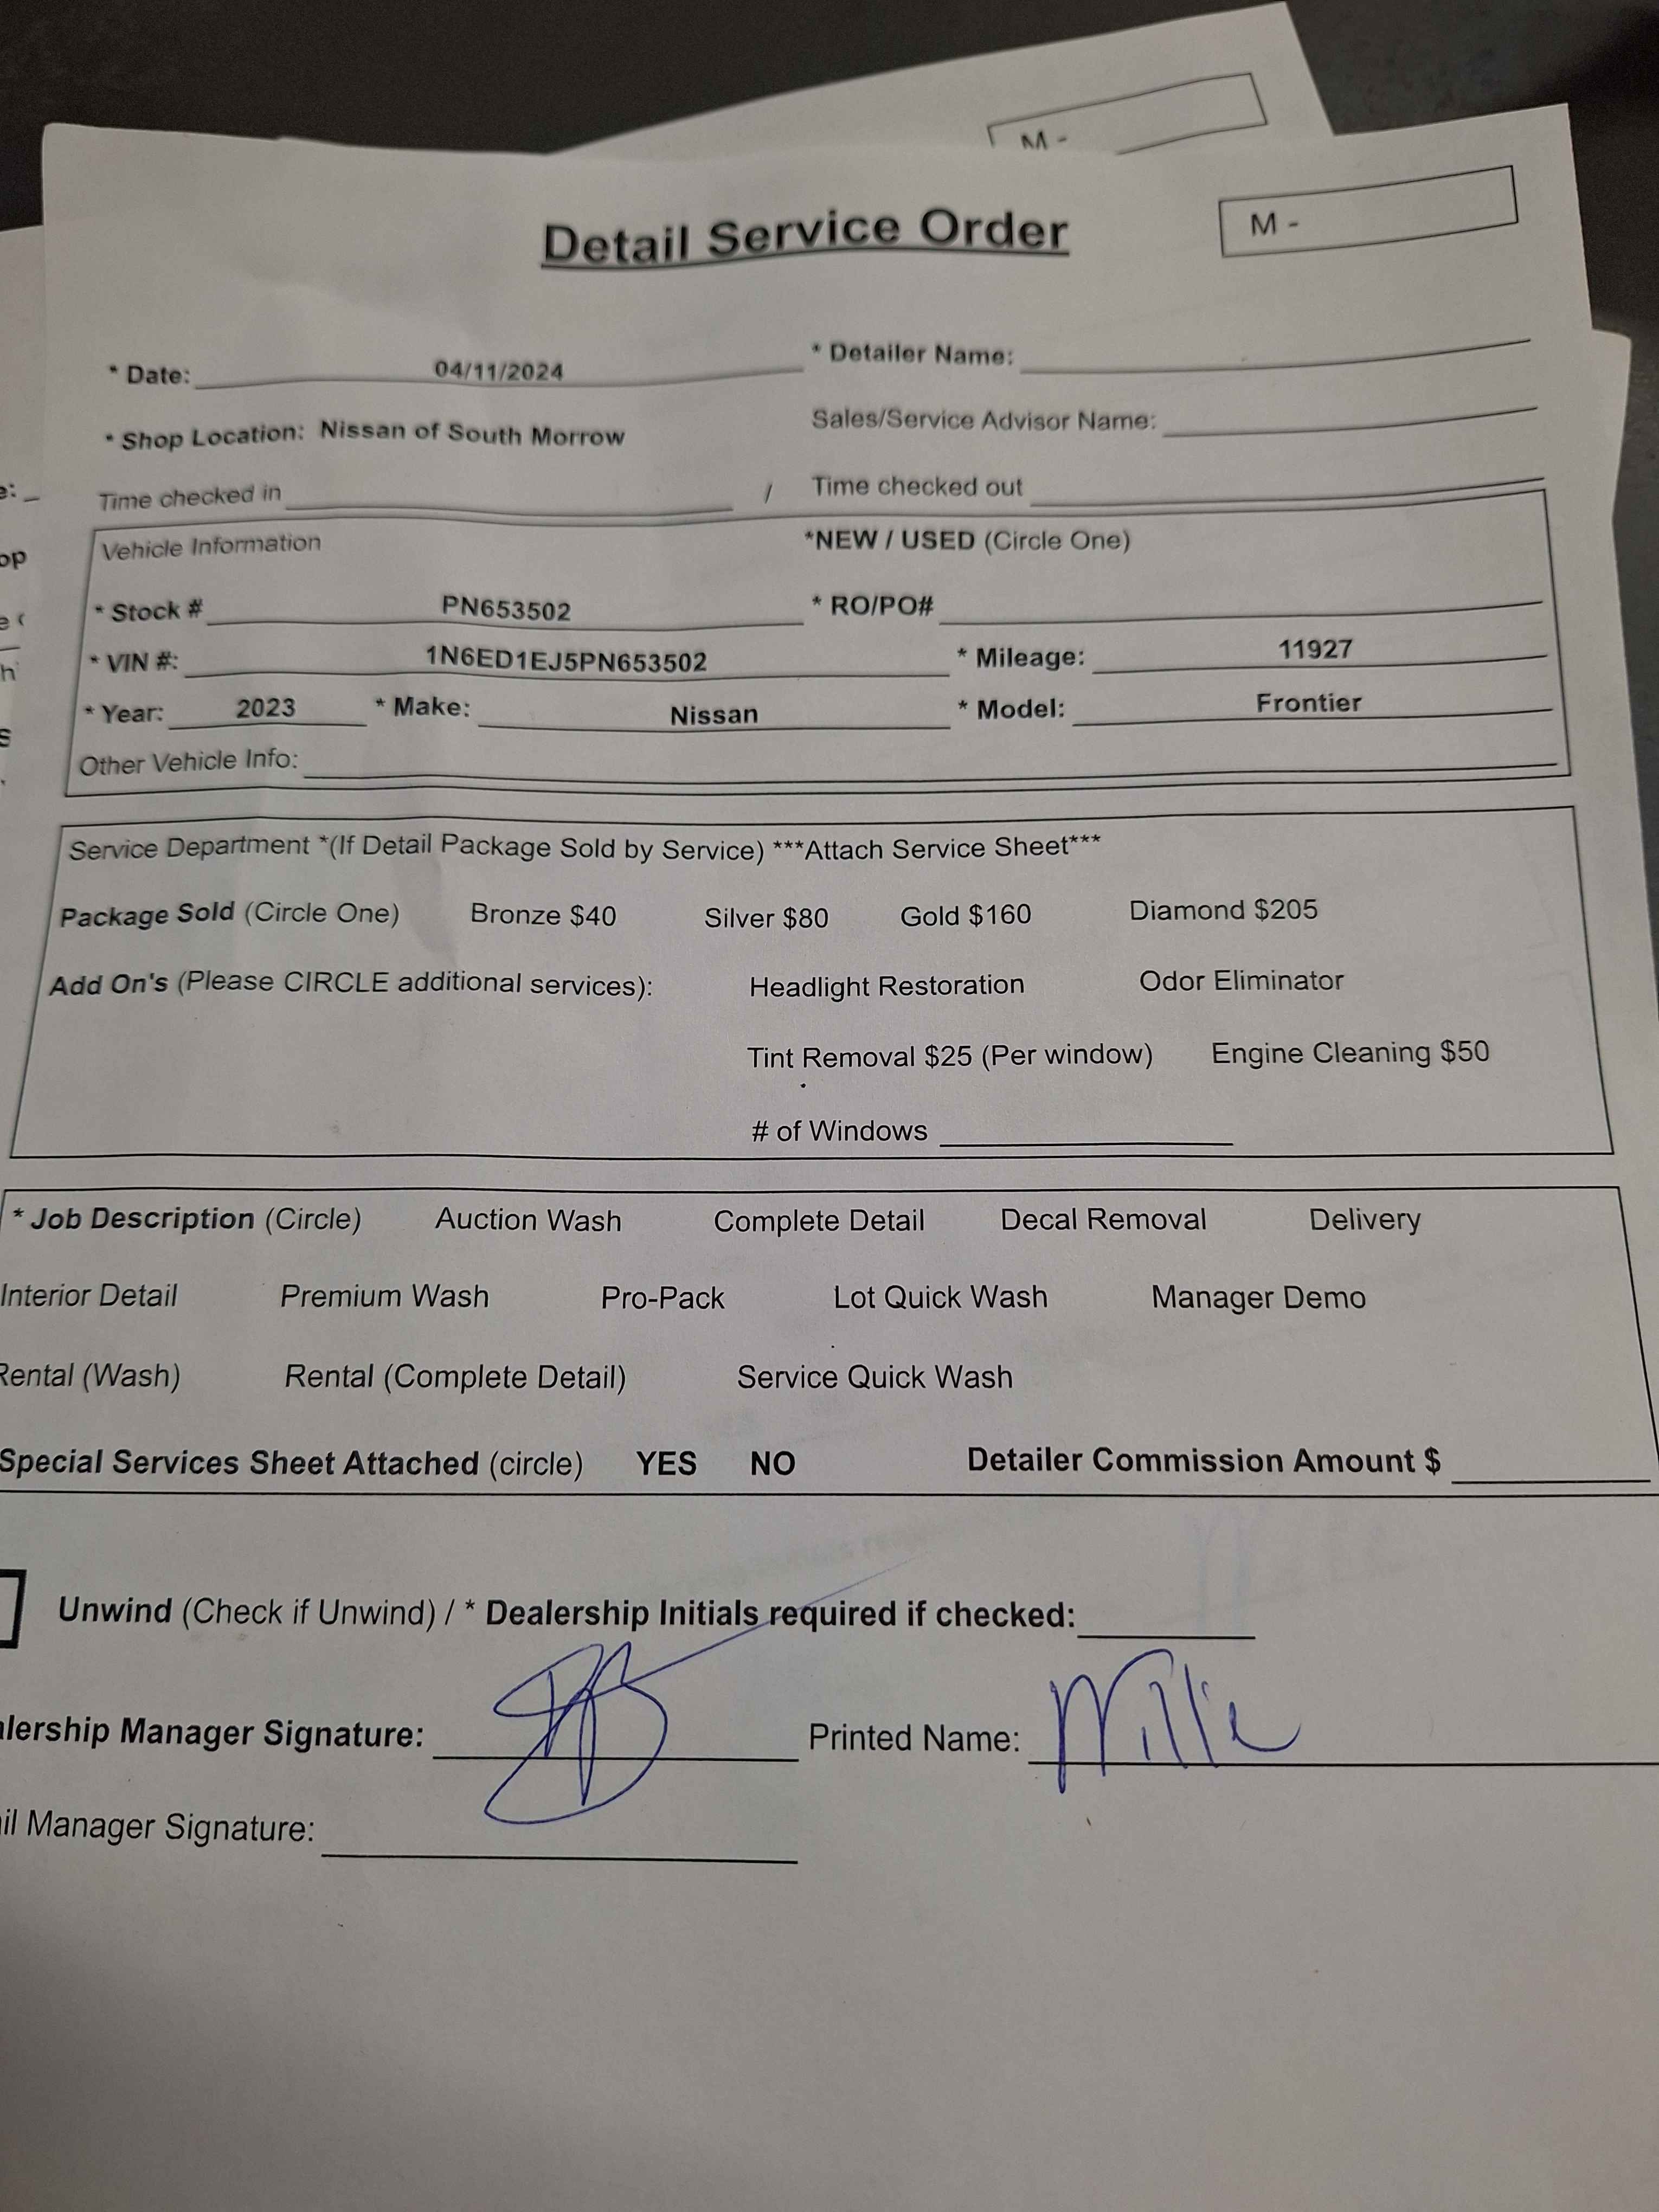 M -
Detail Service Order
M -
* Date: 04/11/2024 * Detailer Name:
* Shop Location: Nissan of South Morrow Sales/Service Advisor Name:
Time checked in / Time checked out
Vehicle Information *NEW / USED (Circle One)
* Stock # PN653502 * RO/PO#
* VIN #: 1N6ED1EJ5PN653502 * Mileage: 11927
* Year: 2023 * Make: Nissan * Model: Frontier
Other Vehicle Info:
Service Department *(If Detail Package Sold by Service) ***Attach Service Sheet***
Package Sold (Circle One) Bronze $40 Silver $80 Gold $160 Diamond $205
Add On's (Please CIRCLE additional services): Headlight Restoration Odor Eliminator
Tint Removal $25 (Per window) Engine Cleaning $50
# of Windows
* Job Description (Circle) Auction Wash Complete Detail Decal Removal Delivery
Interior Detail Premium Wash Pro-Pack Lot Quick Wash Manager Demo
Rental (Wash) Rental (Complete Detail) Service Quick Wash
Special Services Sheet Attached (circle) YES NO Detailer Commission Amount $
Unwind (Check if Unwind) / * Dealership Initials required if checked:
lership Manager Signature: Printed Name: Willie
il Manager Signature: